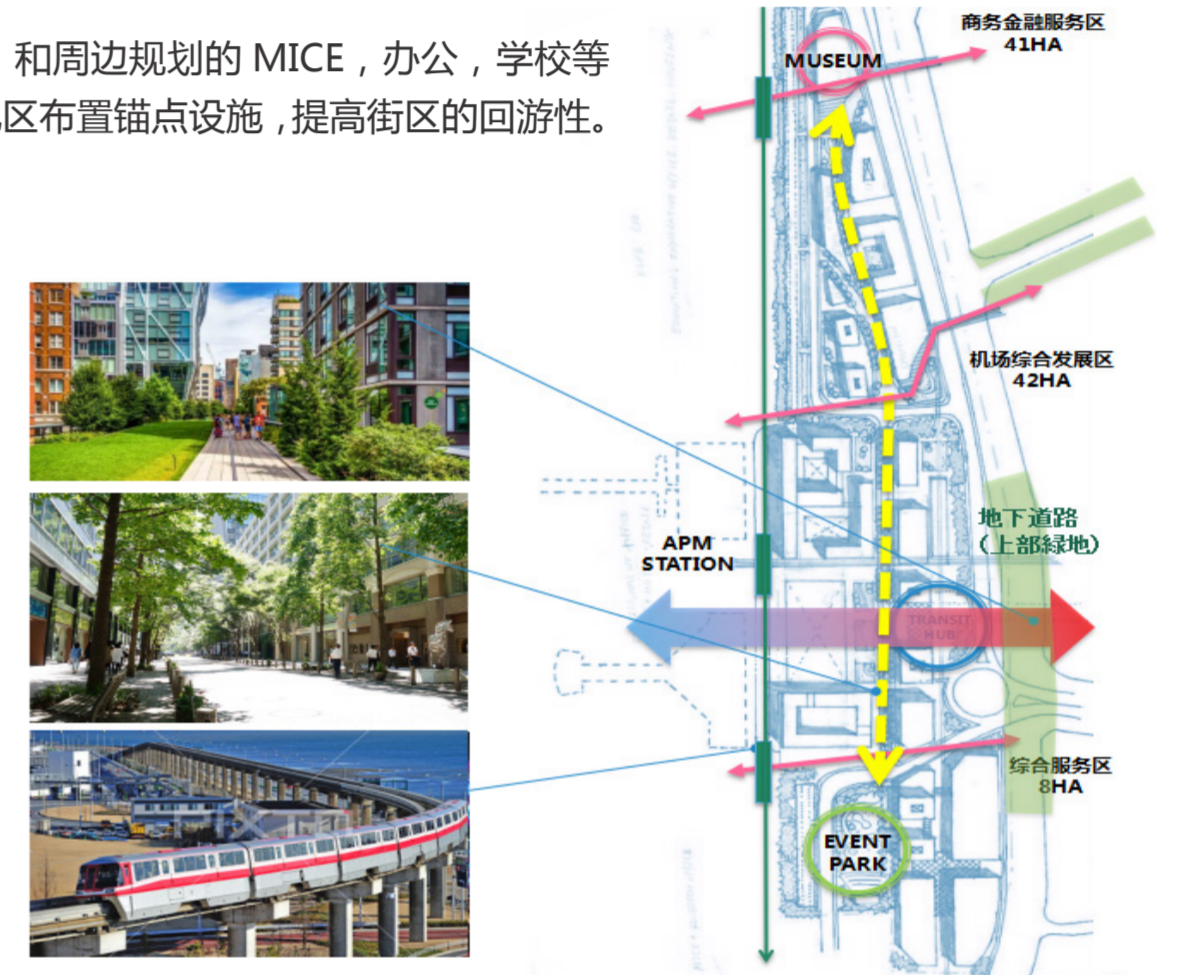 和周边规划的 MICE，办公，学校等
区布置锚点设施，提高街区的回游性。
商务金融服务区
41HA
MUSEUM
机场综合发展区
42HA
地下道路
（上部緑地）
APM
STATION
TRANSIT
HUB
综合服务区
8HA
EVENT
PARK